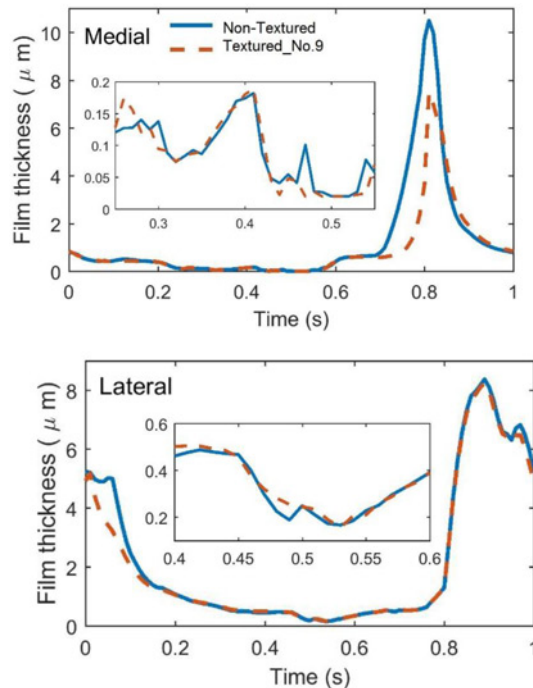 Medial
Non-Textured
Textured_No.9
Film thickness ( μ m)
10
8
6
4
2
0
0.2
0.15
0.1
0.05
0
0.3 0.4 0.5
0 0.2 0.4 0.6 0.8 1
Time (s)
Lateral
Film thickness ( μ m)
8
6
4
2
0
0.6
0.4
0.2
0.4 0.45 0.5 0.55 0.6
0 0.2 0.4 0.6 0.8 1
Time (s)